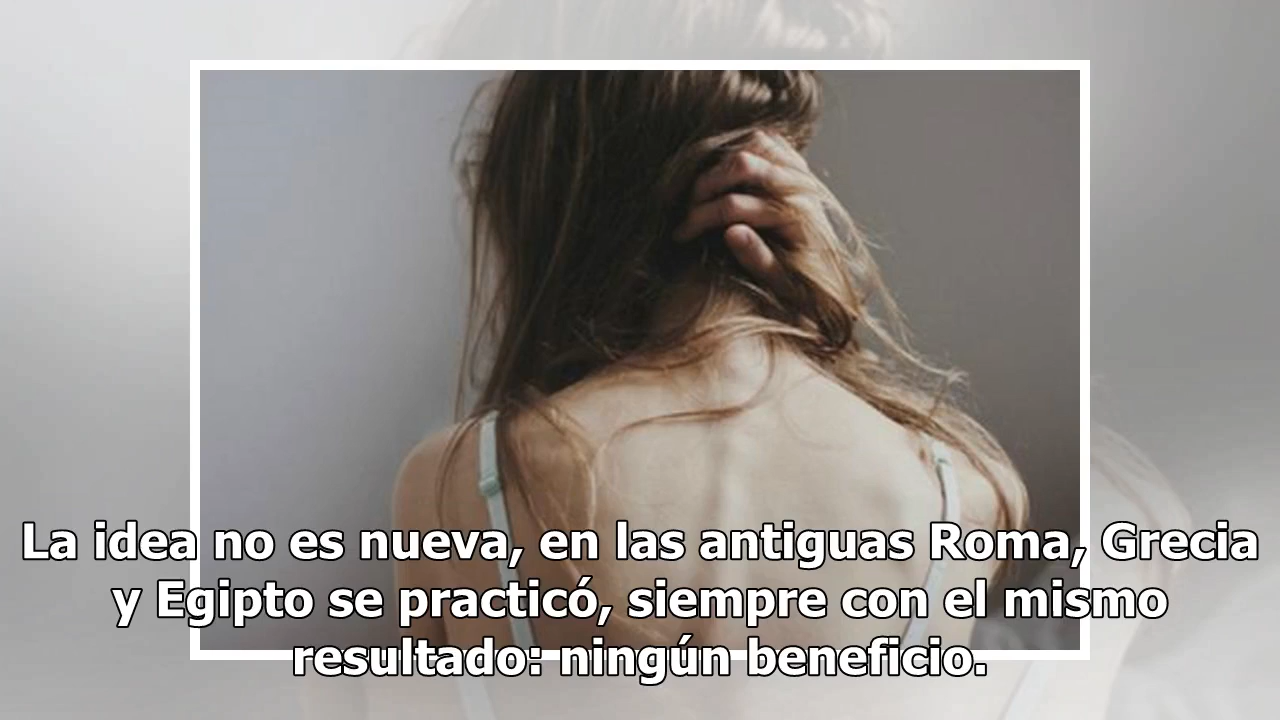 La idea no es nueva, en las antiguas Roma, Grecia
y Egipto se practicó, siempre con el mismo
resultado: ningún beneficio.